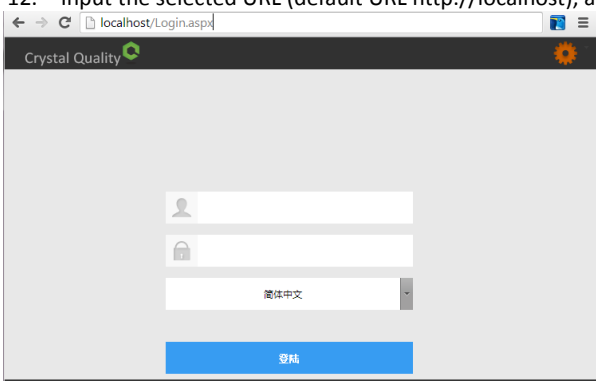 12. Input the selected URL (default URL http://localhost), a
localhost/Login.aspx
Crystal Quality
简体中文
登陆